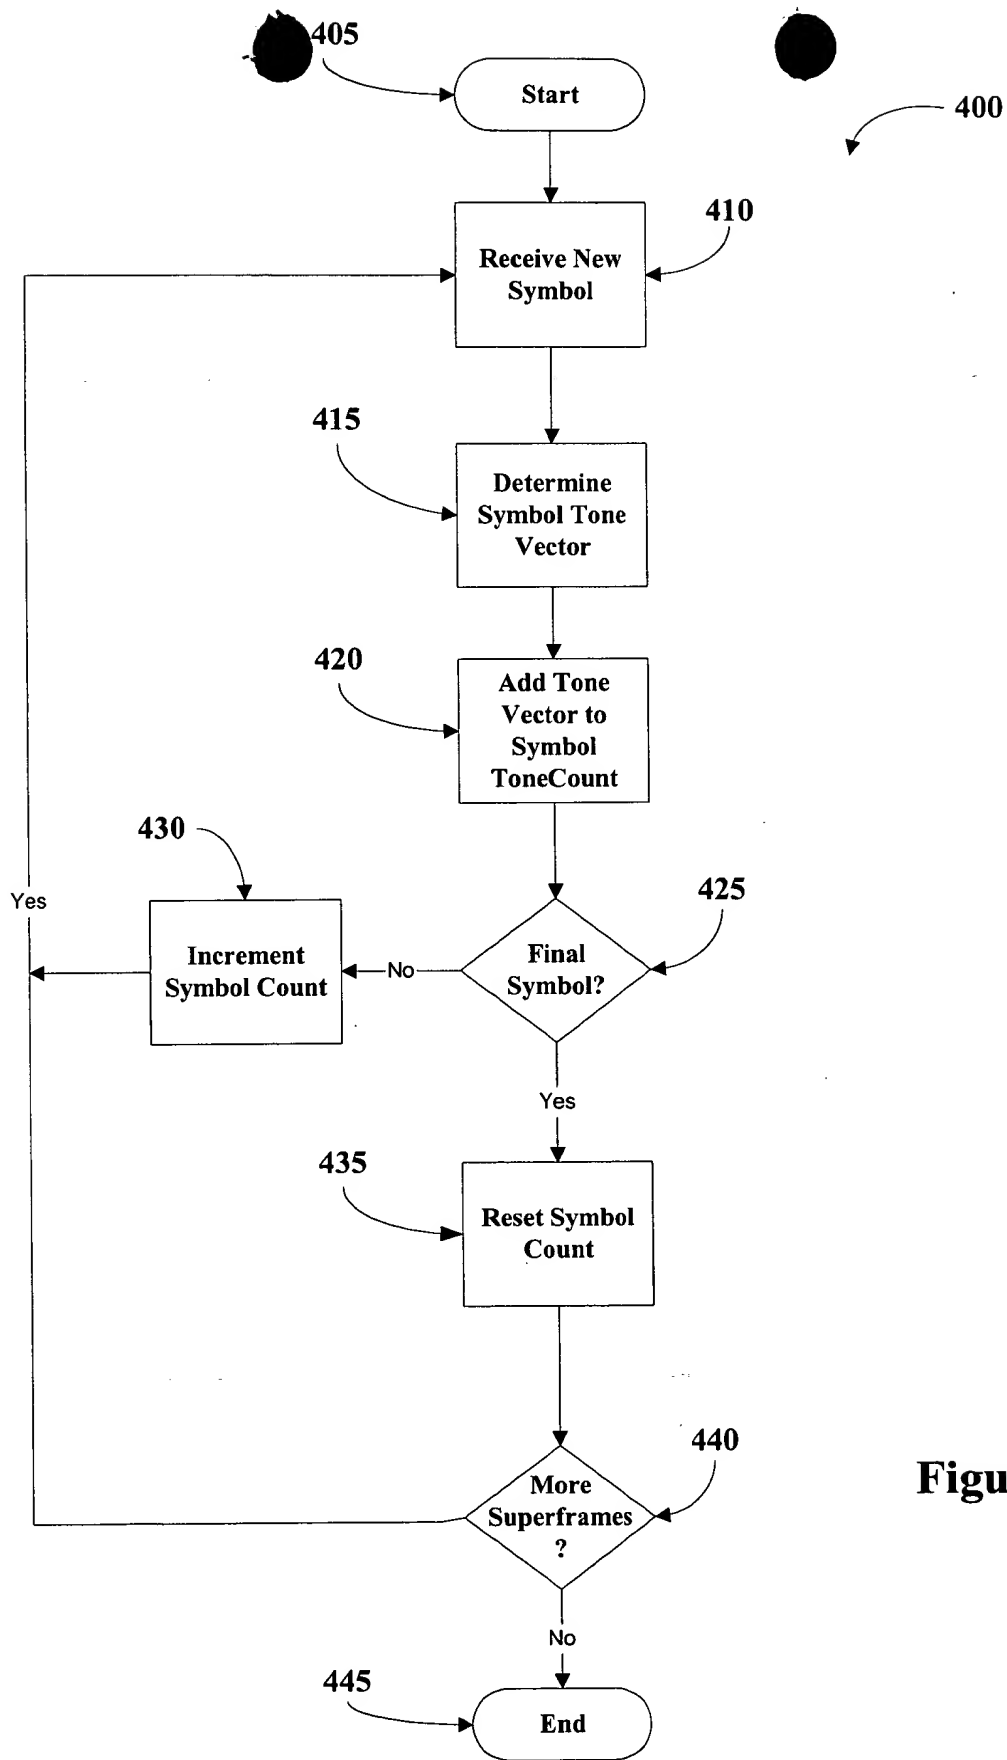 405
Start
400
410
Receive New
Symbol
415
Determine
Symbol Tone
Vector
420
Add Tone
Vector to
Symbol
ToneCount
430
425
Yes
Increment
Symbol Count
No
Final
Symbol?
Yes
435
Reset Symbol
Count
440
More
Superframes
?
Figu
No
445
End